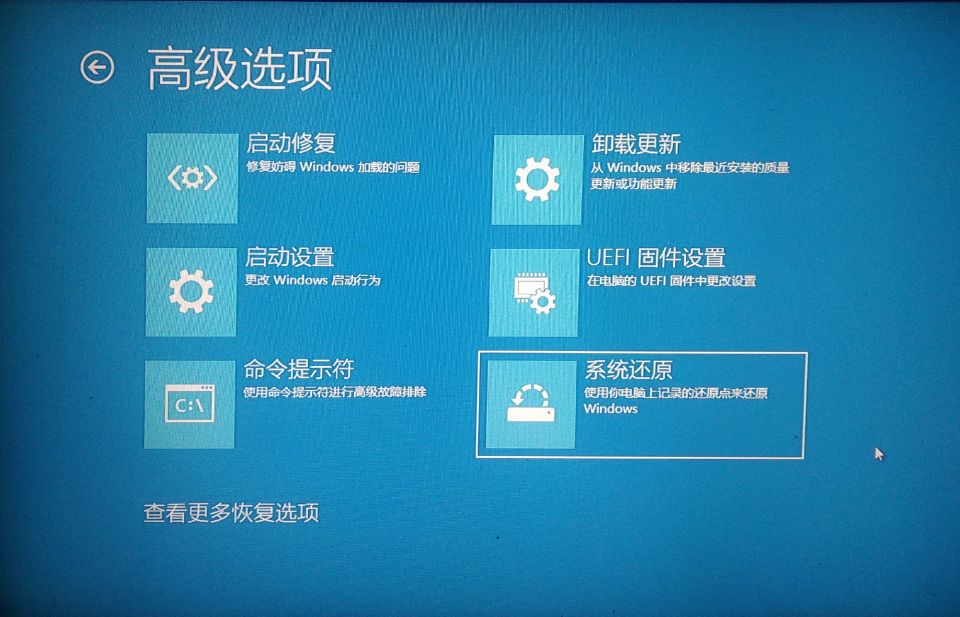 高级选项
启动修复
修复妨碍 Windows 加载的问题
卸载更新
从 Windows 中移除最近安装的质量
更新或功能更新
启动设置
更改 Windows 启动行为
UEFI 固件设置
在电脑的 UEFI 固件中更改设置
C:\
命令提示符
使用命令提示符进行高级故障排除
系统还原
使用你电脑上记录的还原点来还原
Windows
查看更多恢复选项